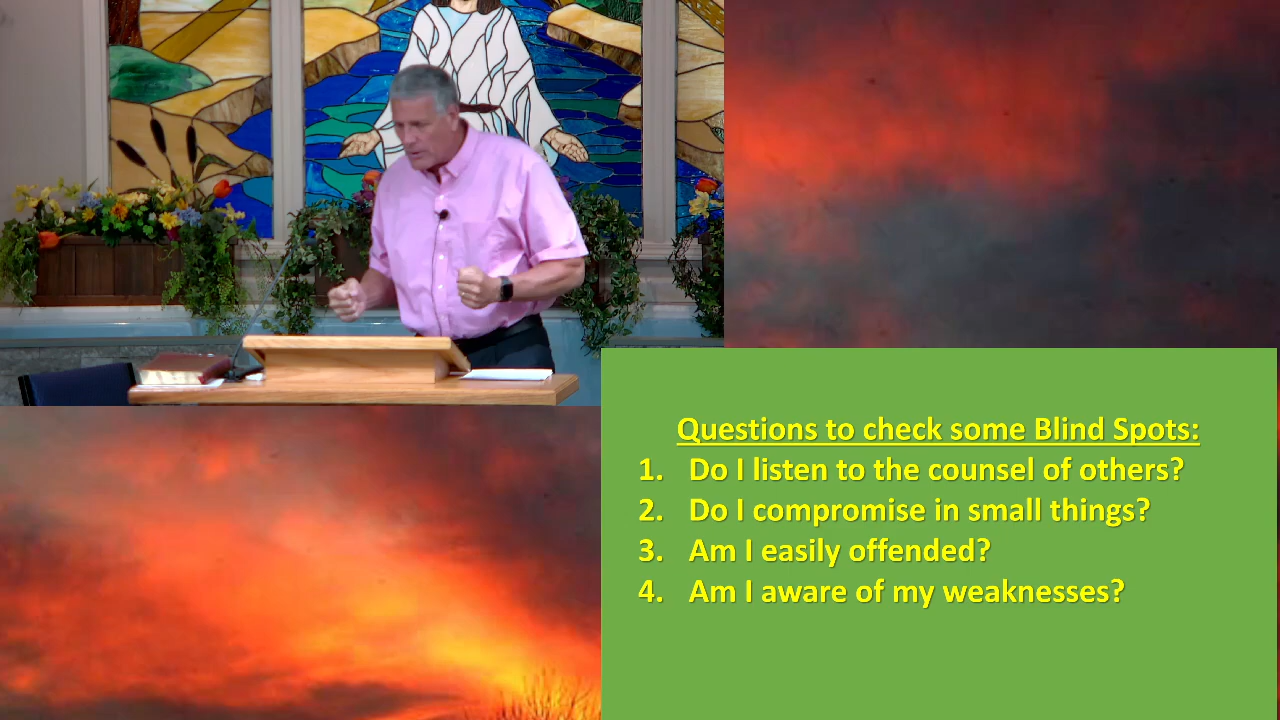 Questions to check some Blind Spots:
1. Do I listen to the counsel of others?
2. Do I compromise in small things?
3. Am I easily offended?
4. Am I aware of my weaknesses?